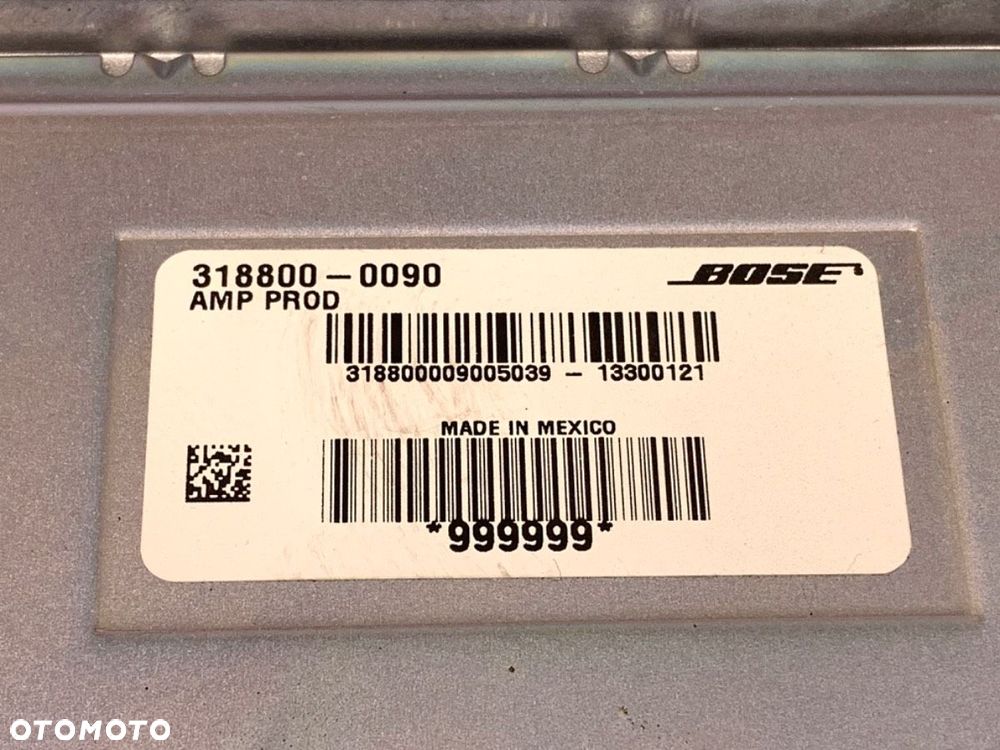 318800-0090
BOSE
AMP PROD
318800009005039 - 13300121
MADE IN MEXICO
*999999*
OTOMOTO